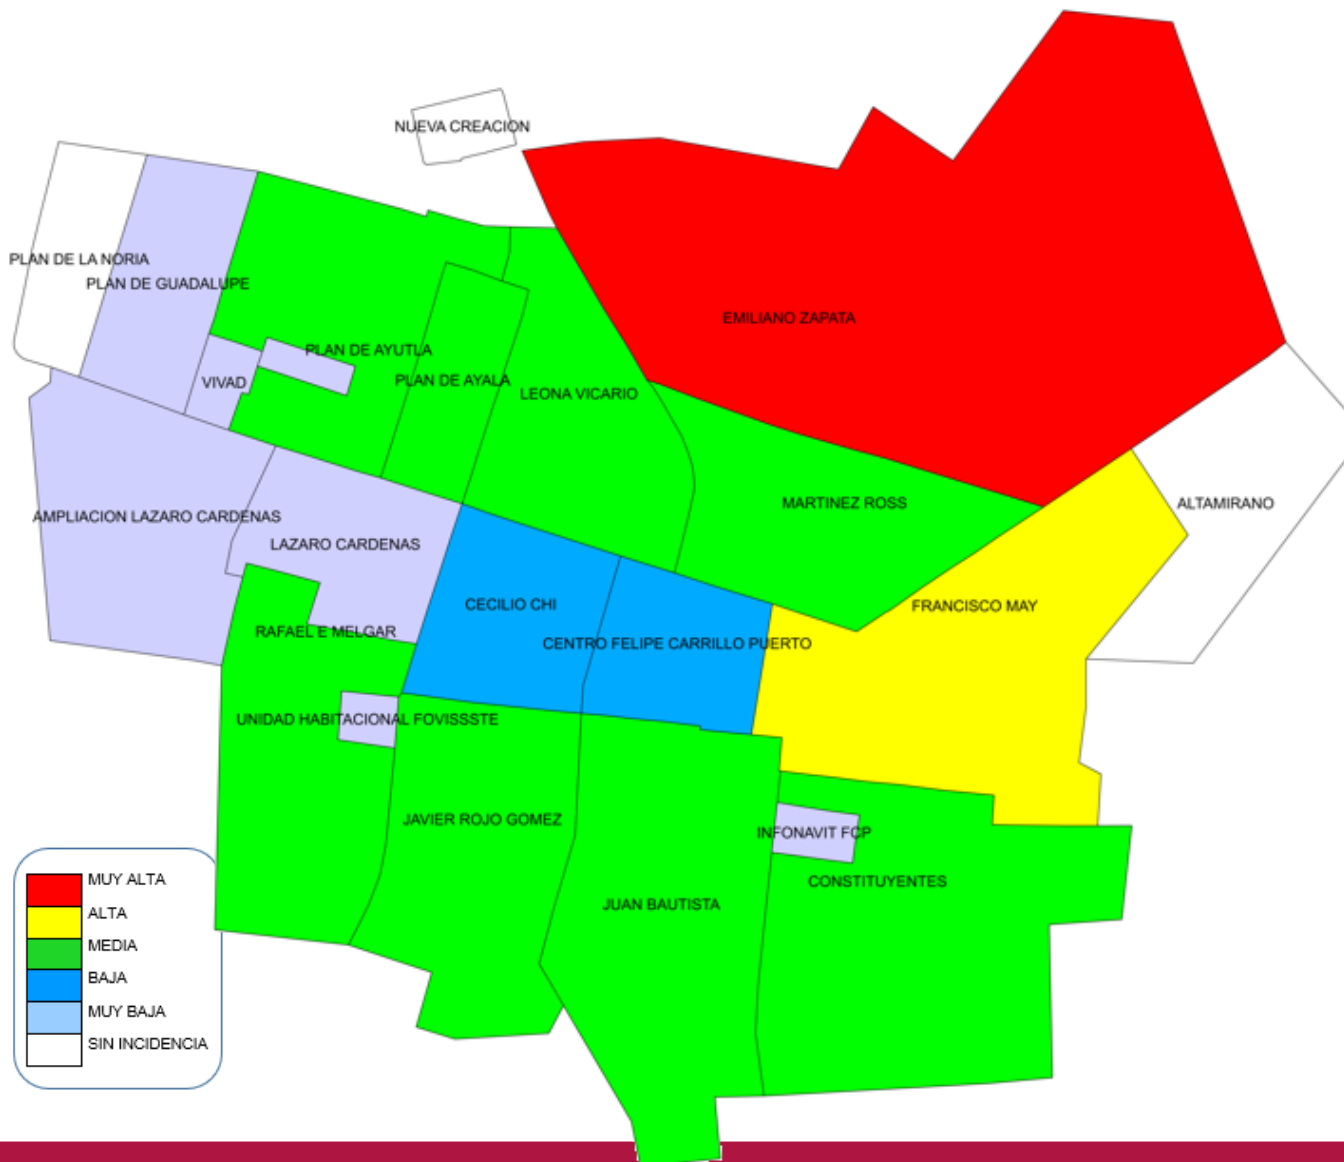 NUEVA CREACION
PLAN DE LA NORIA
PLAN DE GUADALUPE
EMILIANO ZAPATA
PLAN DE AYUTLA
VIVAD
PLAN DE AYALA
LEONA VICARIO
MARTINEZ ROSS
ALTAMIRANO
AMPLIACION LAZARO CARDENAS
LAZARO CARDENAS
CECILIO CHI
FRANCISCO MAY
RAFAEL E MELGAR
CENTRO FELIPE CARRILLO PUERTO
UNIDAD HABITACIONAL FOVISSSTE
JAVIER ROJO GOMEZ
INFONAVIT FCP
CONSTITUYENTES
JUAN BAUTISTA
MUY ALTA
ALTA
MEDIA
BAJA
MUY BAJA
SIN INCIDENCIA